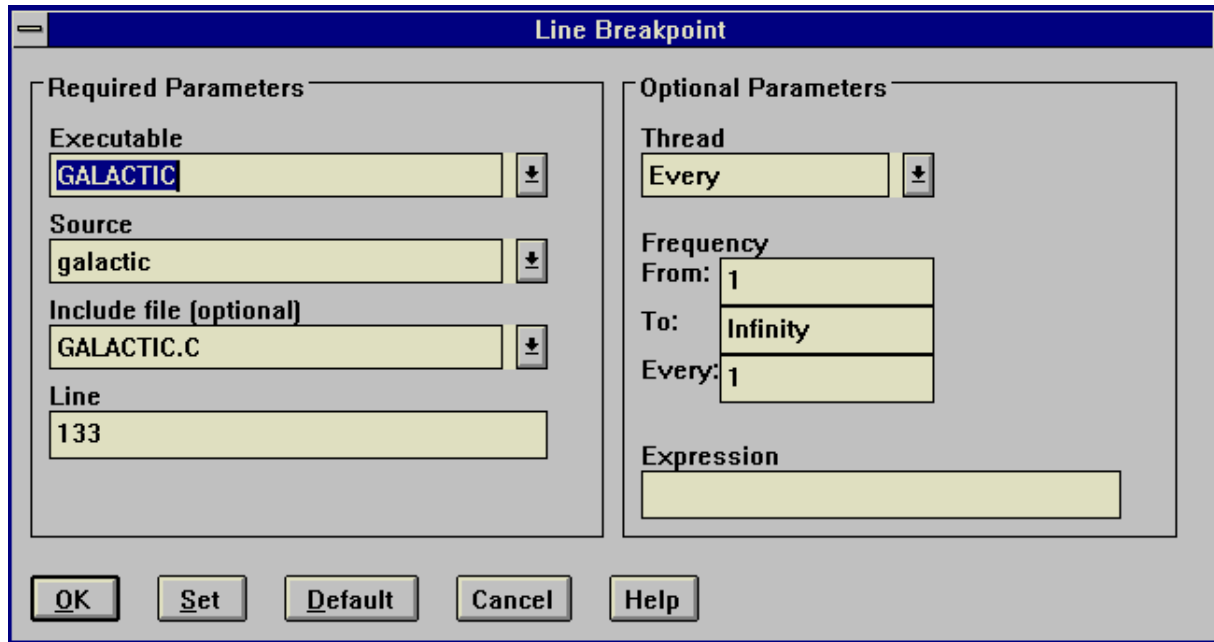 Line Breakpoint
Required Parameters
Executable
GALACTIC
Source
galactic
Include file (optional)
GALACTIC.C
Line
133
Optional Parameters
Thread
Every
Frequency
From: 1
To: Infinity
Every: 1
Expression
OK Set Default Cancel Help